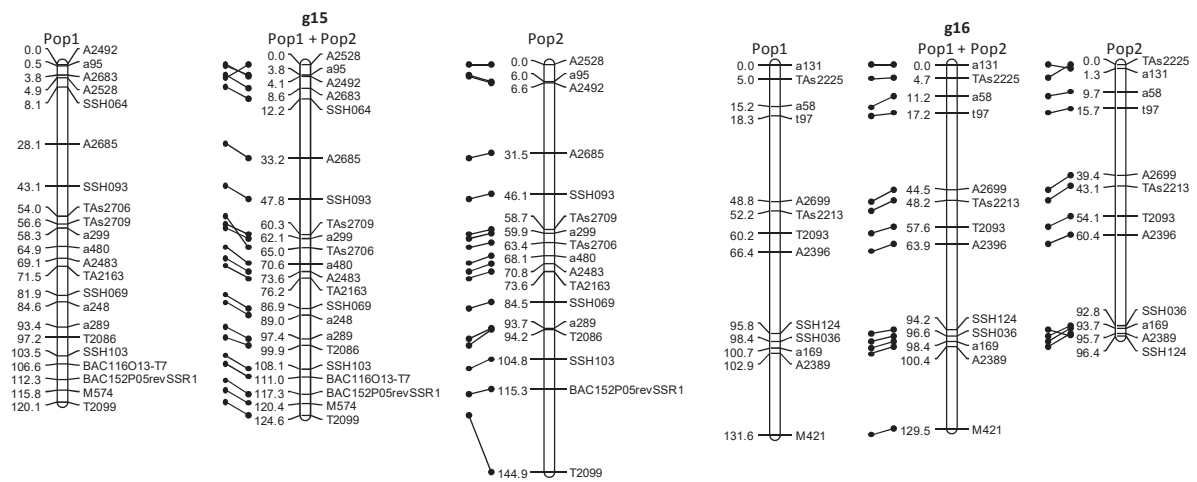 g15
Pop1
0.0 A2492
0.5 a95
3.8 A2683
4.9 A2528
8.1 SSH064
28.1 A2685
43.1 SSH093
54.0 TAs2706
56.6 TAs2709
58.3 a299
64.9 a480
69.1 A2483
71.5 TA2163
81.9 SSH069
84.6 a248
93.4 a289
97.2 T2086
103.5 SSH103
106.6 BAC116O13-T7
112.3 BAC152P05revSSR1
115.8 M574
120.1 T2099
Pop1 + Pop2
0.0 A2528
3.8 a95
4.1 A2492
8.6 A2683
12.2 SSH064
33.2 A2685
47.8 SSH093
60.3 TAs2709
62.1 a299
65.0 TAs2706
70.6 a480
73.6 A2483
76.2 TA2163
86.9 SSH069
89.0 a248
97.4 a289
99.9 T2086
108.1 SSH103
111.0 BAC116O13-T7
117.3 BAC152P05revSSR1
120.4 M574
124.6 T2099
Pop2
0.0 A2528
6.0 a95
6.6 A2492
31.5 A2685
46.1 SSH093
58.7 TAs2709
59.9 a299
63.4 TAs2706
68.1 a480
70.8 A2483
73.6 TA2163
84.5 SSH069
93.7 a289
94.2 T2086
104.8 SSH103
115.3 BAC152P05revSSR1
144.9 T2099
g16
Pop1
0.0 a131
5.0 TAs2225
15.2 a58
18.3 t97
48.8 A2699
52.2 TAs2213
60.2 T2093
66.4 A2396
95.8 SSH124
98.4 SSH036
100.7 a169
102.9 A2389
131.6 M421
Pop1 + Pop2
0.0 a131
4.7 TAs2225
11.2 a58
17.2 t97
44.5 A2699
48.2 TAs2213
57.6 T2093
63.9 A2396
94.2 SSH124
96.6 SSH036
98.4 a169
100.4 A2389
129.5 M421
Pop2
0.0 TAs2225
1.3 a131
9.7 a58
15.7 t97
39.4 A2699
43.1 TAs2213
54.1 T2093
60.4 A2396
92.8 SSH036
93.7 a169
95.7 A2389
96.4 SSH124